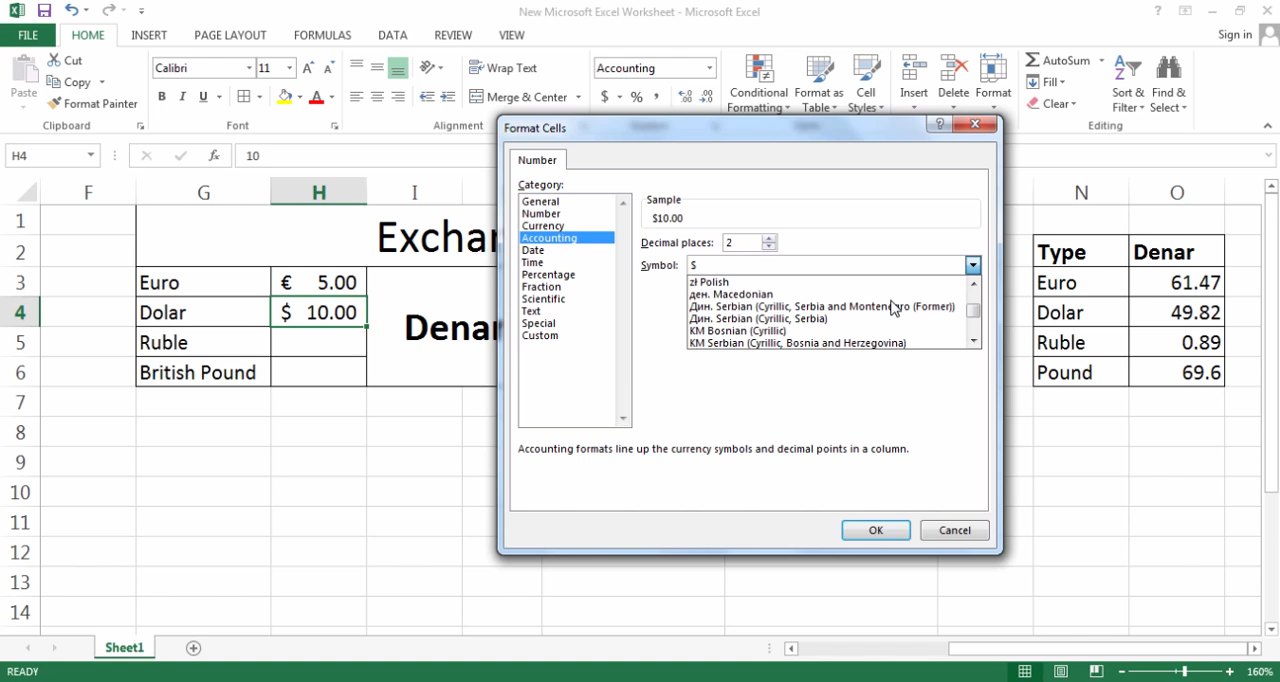 New Microsoft Excel Worksheet - Microsoft Excel
FILE HOME INSERT PAGE LAYOUT FORMULAS DATA REVIEW VIEW Sign in
Paste Cut Copy Format Painter
Calibri 11
B I U A
Wrap Text
Merge & Center
Accounting
$ % ,
Conditional Formatting
Format as Table
Cell Styles
Insert Delete Format
AutoSum
Fill
Clear
Sort & Filter
Find & Select
Clipboard Font Alignment Editing
H4 fx 10
F G H I N O
1 2 3 4 5 6 7 8 9 10 11 12 13 14
Exchan
Euro € 5.00
Dolar $ 10.00
Ruble
British Pound
Denar
Type Denar
Euro 61.47
Dolar 49.82
Ruble 0.89
Pound 69.6
Format Cells
Number
Category:
General
Number
Currency
Accounting
Date
Time
Percentage
Fraction
Scientific
Text
Special
Custom
Sample
$10.00
Decimal places: 2
Symbol: $
zł Polish
ден. Macedonian
Дин. Serbian (Cyrillic, Serbia and Montenegro (Former))
Дин. Serbian (Cyrillic, Serbia)
КМ Bosnian (Cyrillic)
КМ Serbian (Cyrillic, Bosnia and Herzegovina)
Accounting formats line up the currency symbols and decimal points in a column.
OK Cancel
Sheet1
READY 160%